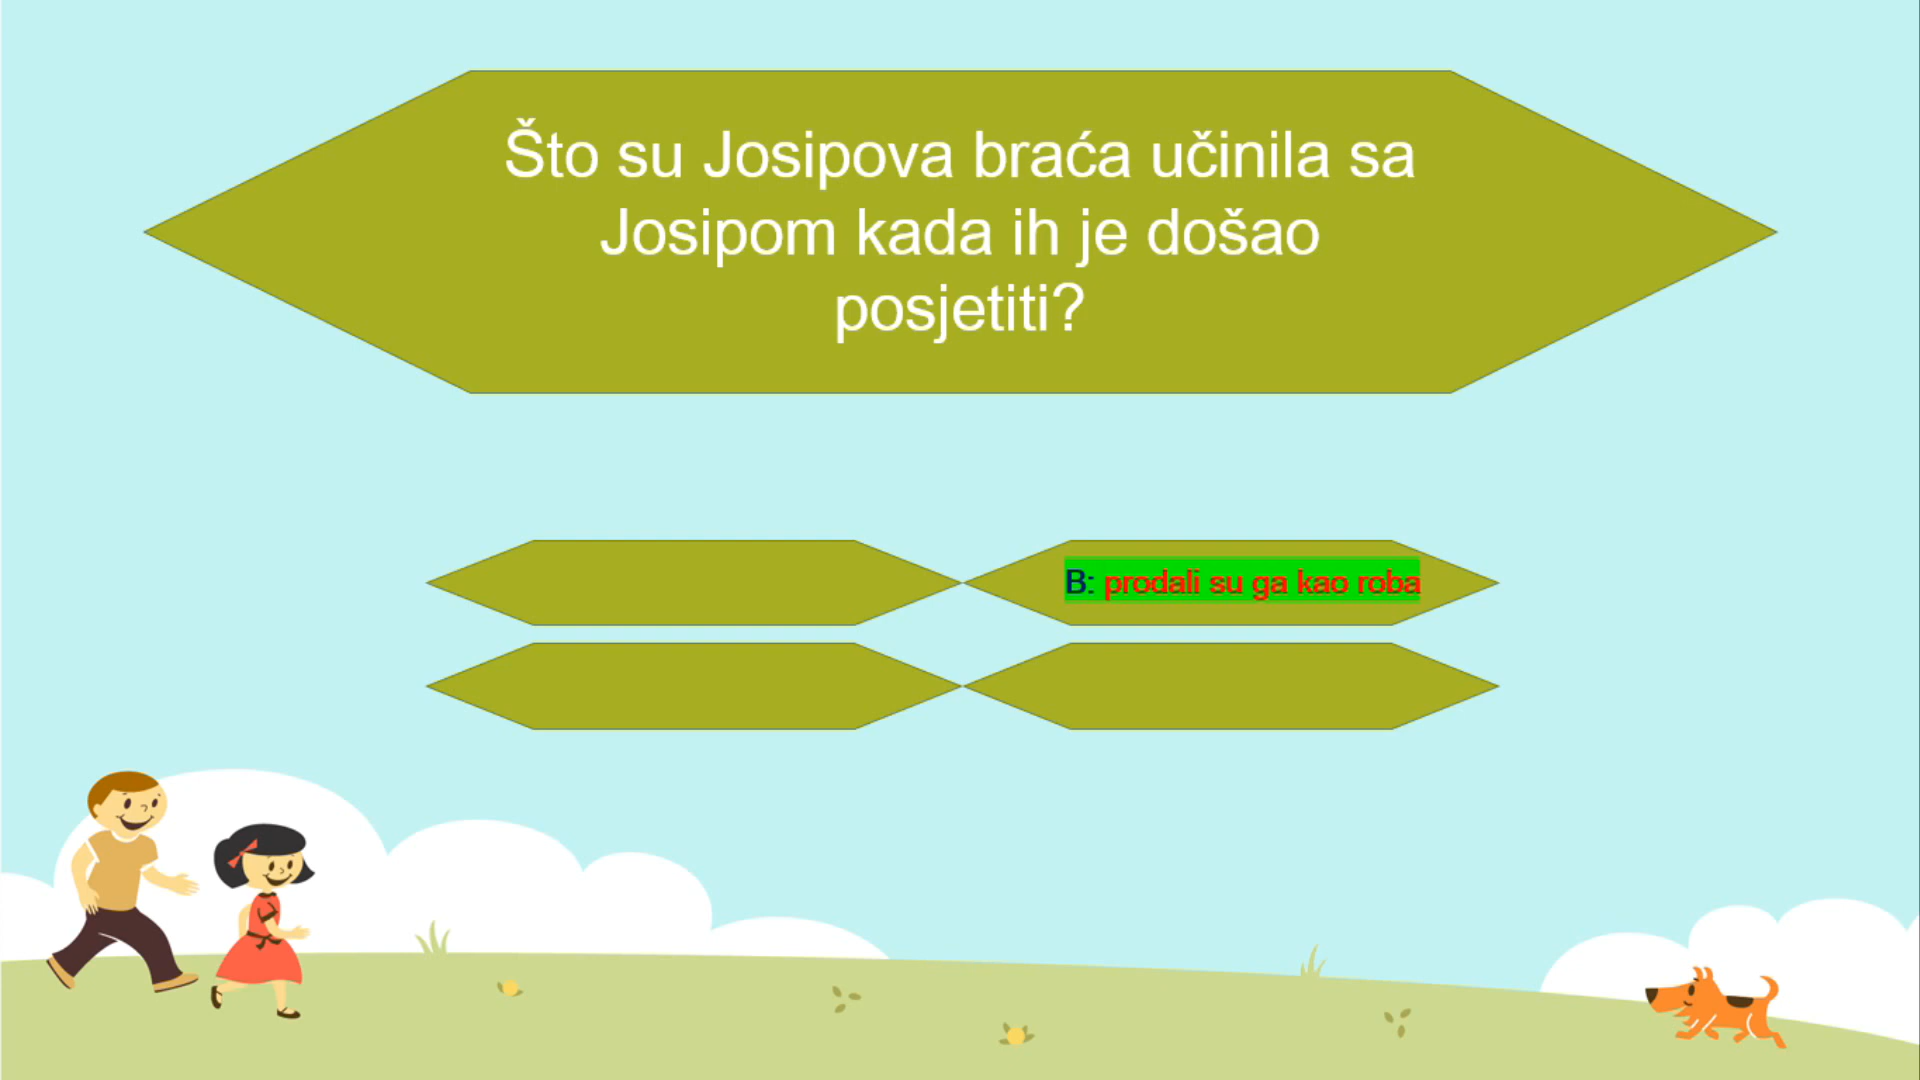 Što su Josipova braća učinila sa
Josipom kada ih je došao
posjetiti?
B: prodali su ga kao roba